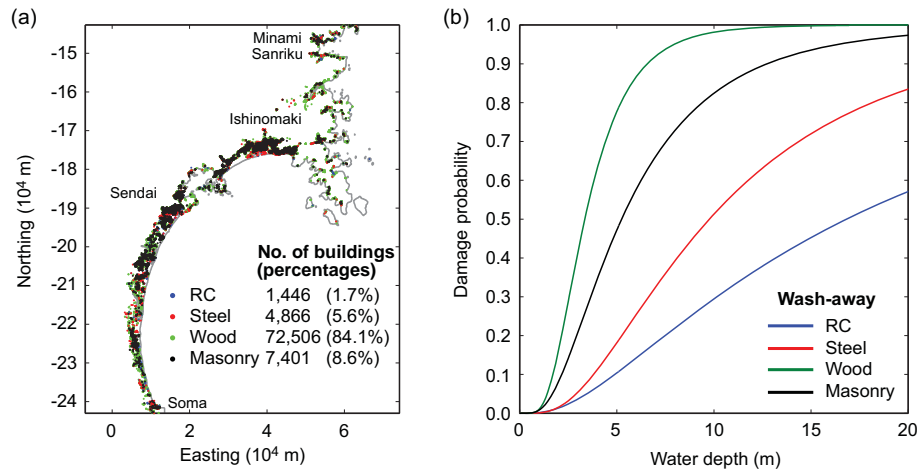 (a)
-15
-16
-17
-18
-19
-20
-21
-22
-23
-24
Northing (10⁴ m)
Minami
Sanriku
Ishinomaki
Sendai
No. of buildings
(percentages)
RC 1,446 (1.7%)
Steel 4,866 (5.6%)
Wood 72,506 (84.1%)
Masonry 7,401 (8.6%)
Soma
0 2 4 6
Easting (10⁴ m)
(b)
1.0
0.9
0.8
0.7
0.6
0.5
0.4
0.3
0.2
0.1
0.0
Damage probability
Wash-away
RC
Steel
Wood
Masonry
0 5 10 15 20
Water depth (m)